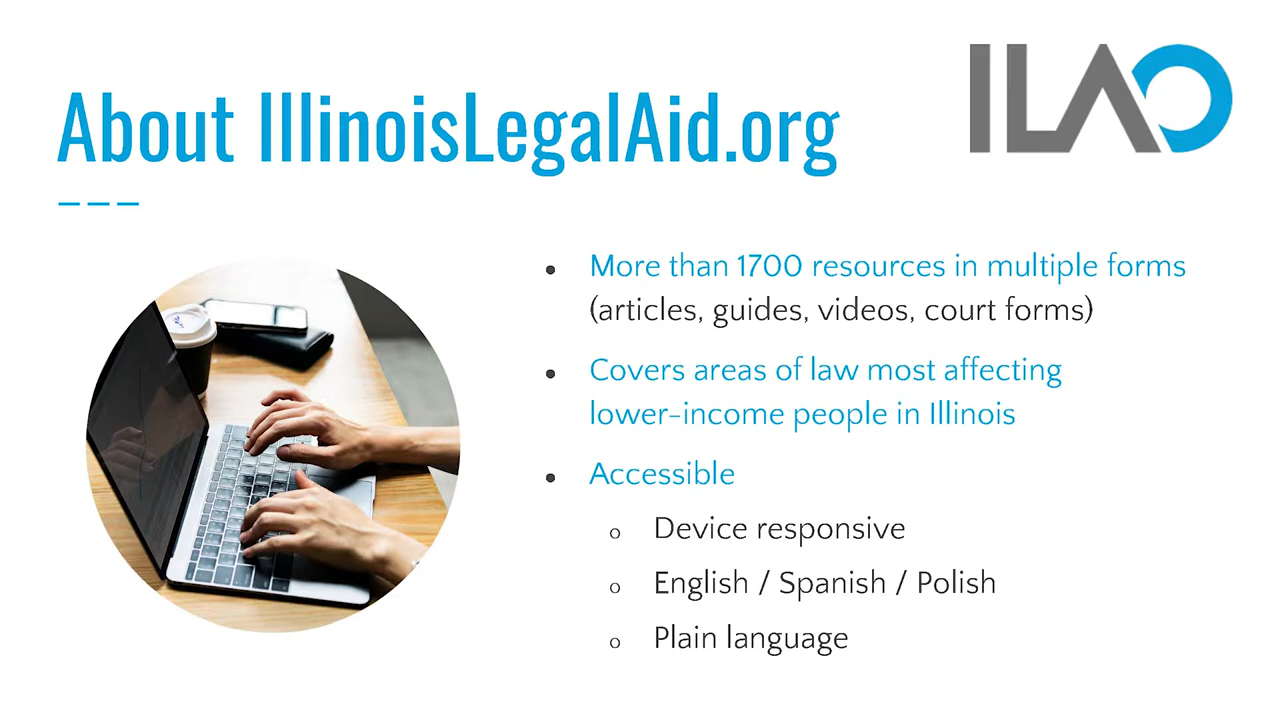 ILAO
About IllinoisLegalAid.org
More than 1700 resources in multiple forms
(articles, guides, videos, court forms)
Covers areas of law most affecting
lower-income people in Illinois
Accessible
Device responsive
English / Spanish / Polish
Plain language